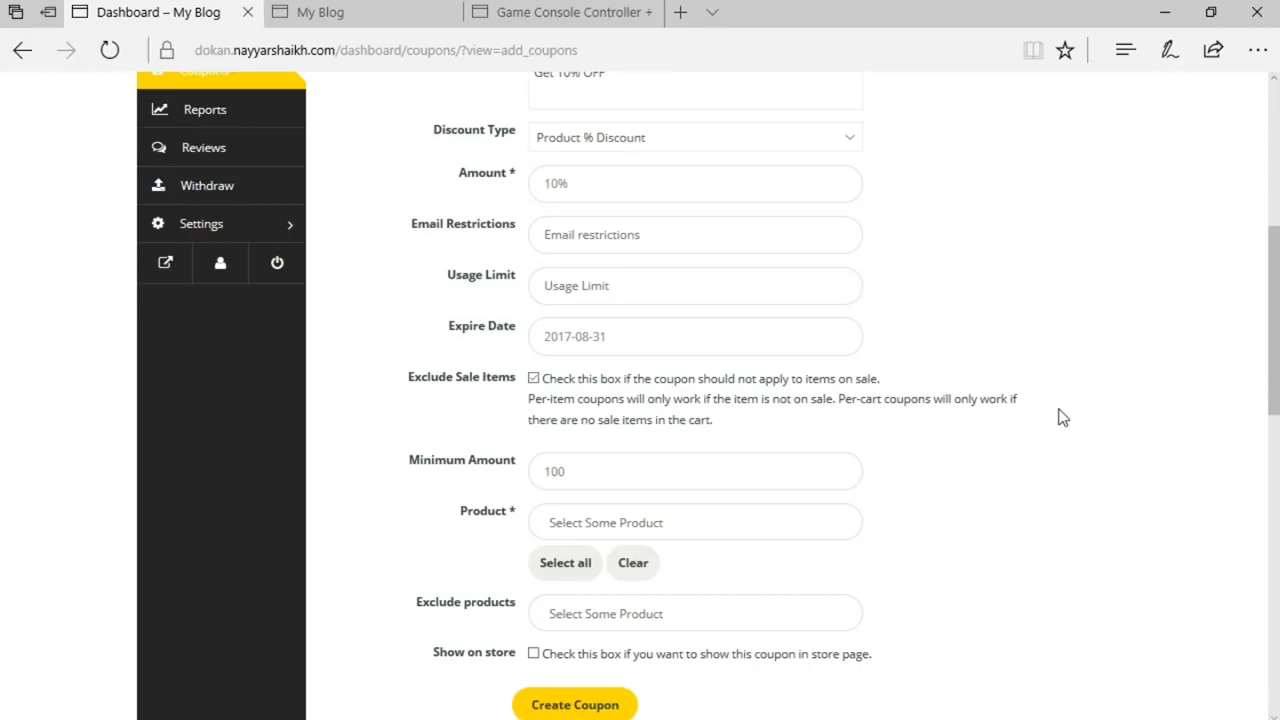 Dashboard – My Blog
My Blog
Game Console Controller +
dokan.nayyarshaikh.com/dashboard/coupons/?view=add_coupons
Coupons
Reports
Reviews
Withdraw
Settings
Get 10% OFF
Discount Type
Product % Discount
Amount *
10%
Email Restrictions
Email restrictions
Usage Limit
Usage Limit
Expire Date
2017-08-31
Exclude Sale Items
Check this box if the coupon should not apply to items on sale.
Per-item coupons will only work if the item is not on sale. Per-cart coupons will only work if
there are no sale items in the cart.
Minimum Amount
100
Product *
Select Some Product
Select all
Clear
Exclude products
Select Some Product
Show on store
Check this box if you want to show this coupon in store page.
Create Coupon